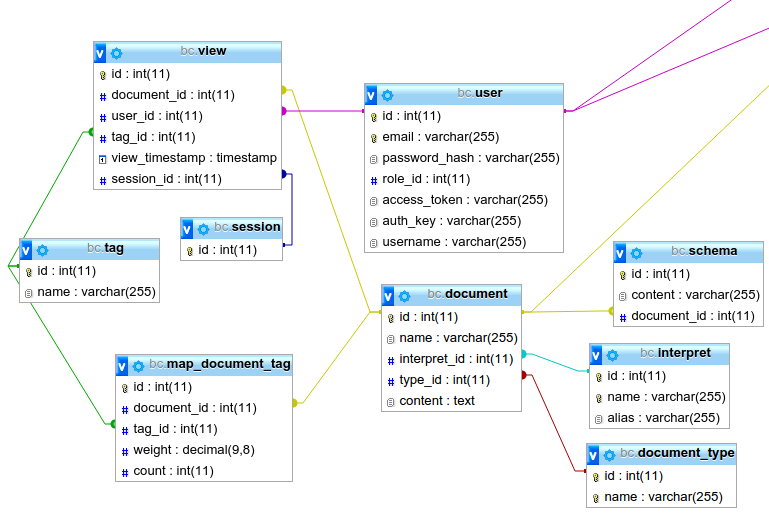 bc.view
id : int(11)
document_id : int(11)
user_id : int(11)
tag_id : int(11)
view_timestamp : timestamp
session_id : int(11)
bc.user
id : int(11)
email : varchar(255)
password_hash : varchar(255)
role_id : int(11)
access_token : varchar(255)
auth_key : varchar(255)
username : varchar(255)
bc.session
id : int(11)
bc.tag
id : int(11)
name : varchar(255)
bc.schema
id : int(11)
content : varchar(255)
document_id : int(11)
bc.document
id : int(11)
name : varchar(255)
interpret_id : int(11)
type_id : int(11)
content : text
bc.interpret
id : int(11)
name : varchar(255)
alias : varchar(255)
bc.map_document_tag
id : int(11)
document_id : int(11)
tag_id : int(11)
weight : decimal(9,8)
count : int(11)
bc.document_type
id : int(11)
name : varchar(255)